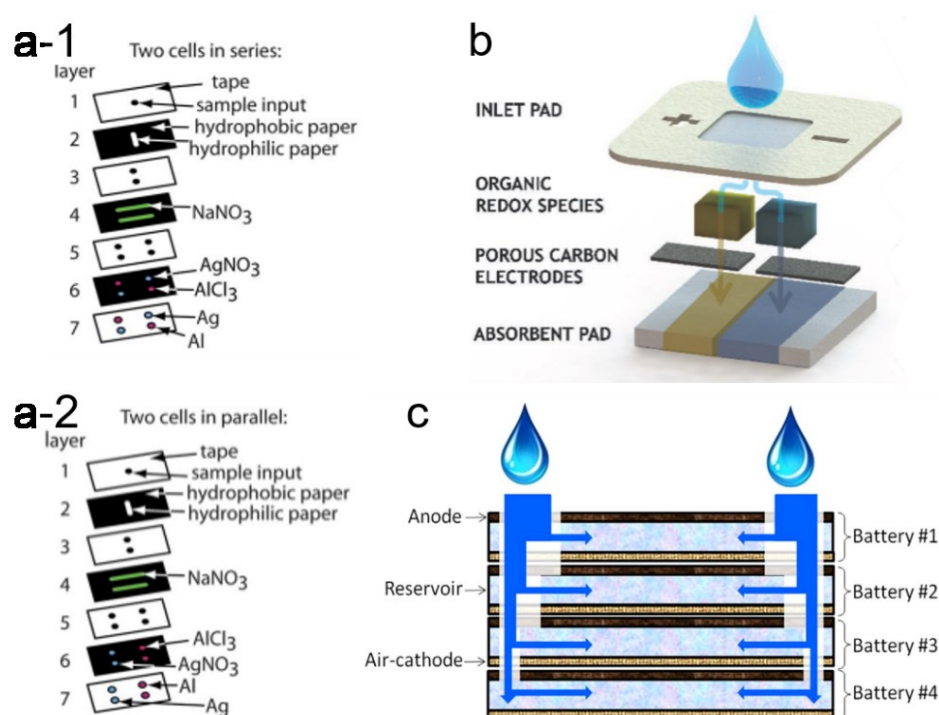 a-1
Two cells in series:
layer
tape
1
sample input
hydrophobic paper
2
hydrophilic paper
3
4
NaNO3
5
AgNO3
6
AlCl3
7
Ag
Al
b
INLET PAD
+
−
ORGANIC
REDOX SPECIES
POROUS CARBON
ELECTRODES
ABSORBENT PAD
a-2
Two cells in parallel:
layer
tape
1
sample input
hydrophobic paper
2
hydrophilic paper
3
4
NaNO3
5
AlCl3
6
AgNO3
Al
7
Ag
c
Anode
Battery #1
Reservoir
Battery #2
Battery #3
Air-cathode
Battery #4